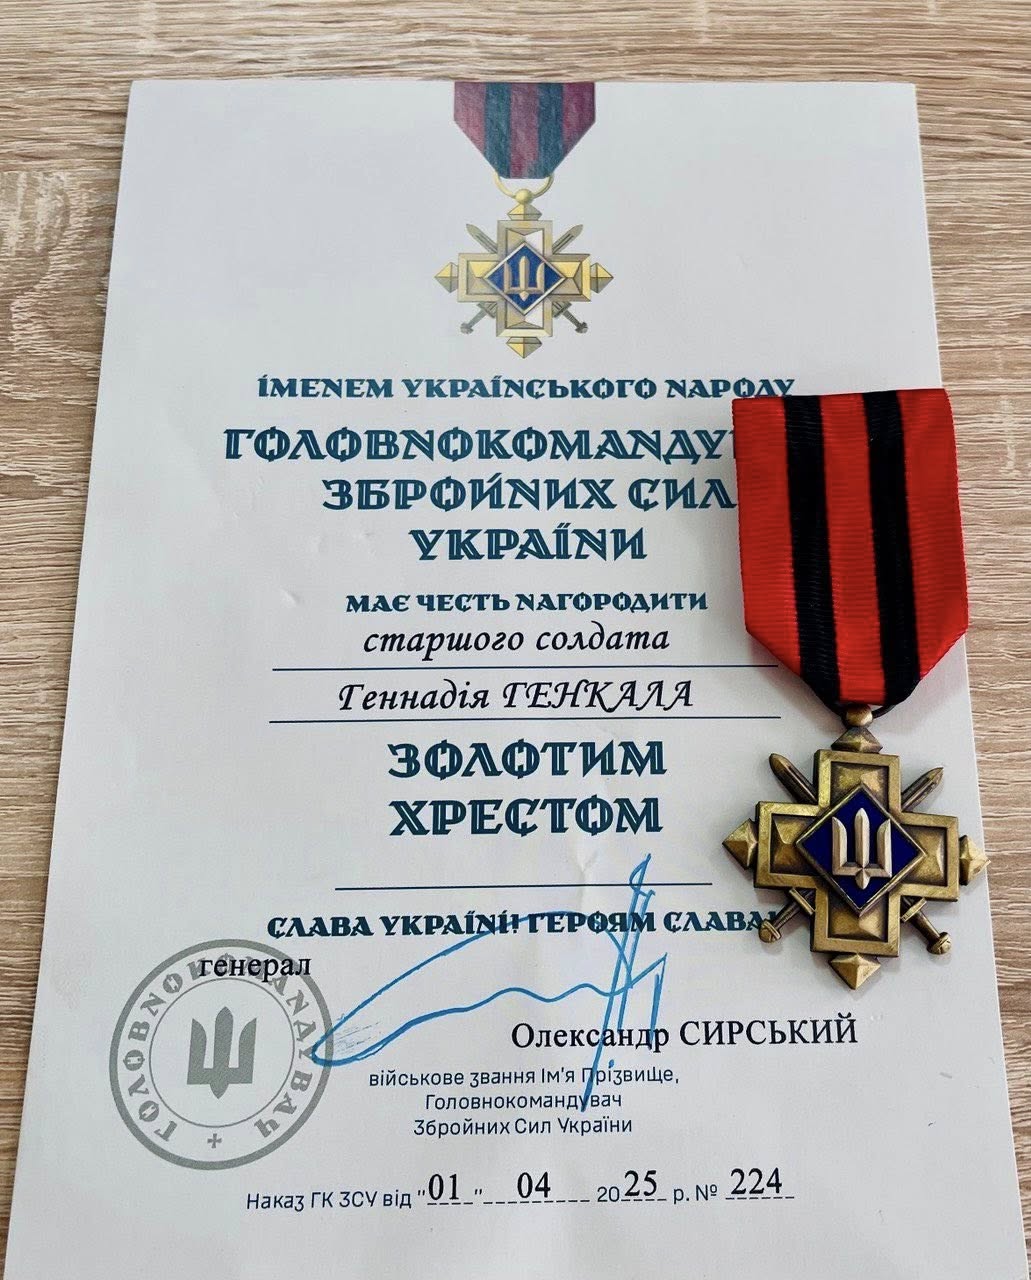 ІМЕНЕМ УКРАЇНСЬКОГО НАРОДУ
ЗБРОЙНИХ СИЛ
УКРАЇНИ
МАЄ ЧЕСТЬ НАГОРОДИТИ
старшого солдата
Геннадія ГЕНКАЛА
ЗОЛОТИМ
ХРЕСТОМ
СЛАВА УКРАЇНІ! ГЕРОЯМ СЛАВА!
генерал
ГОЛОВНОКОМАНДУВАЧ
Олександр СИРСЬКИЙ
військове звання Ім'я Прізвище,
Головнокомандувач
Збройних Сил України
Наказ ГК ЗСУ від "01" 04 2025 р. № 224